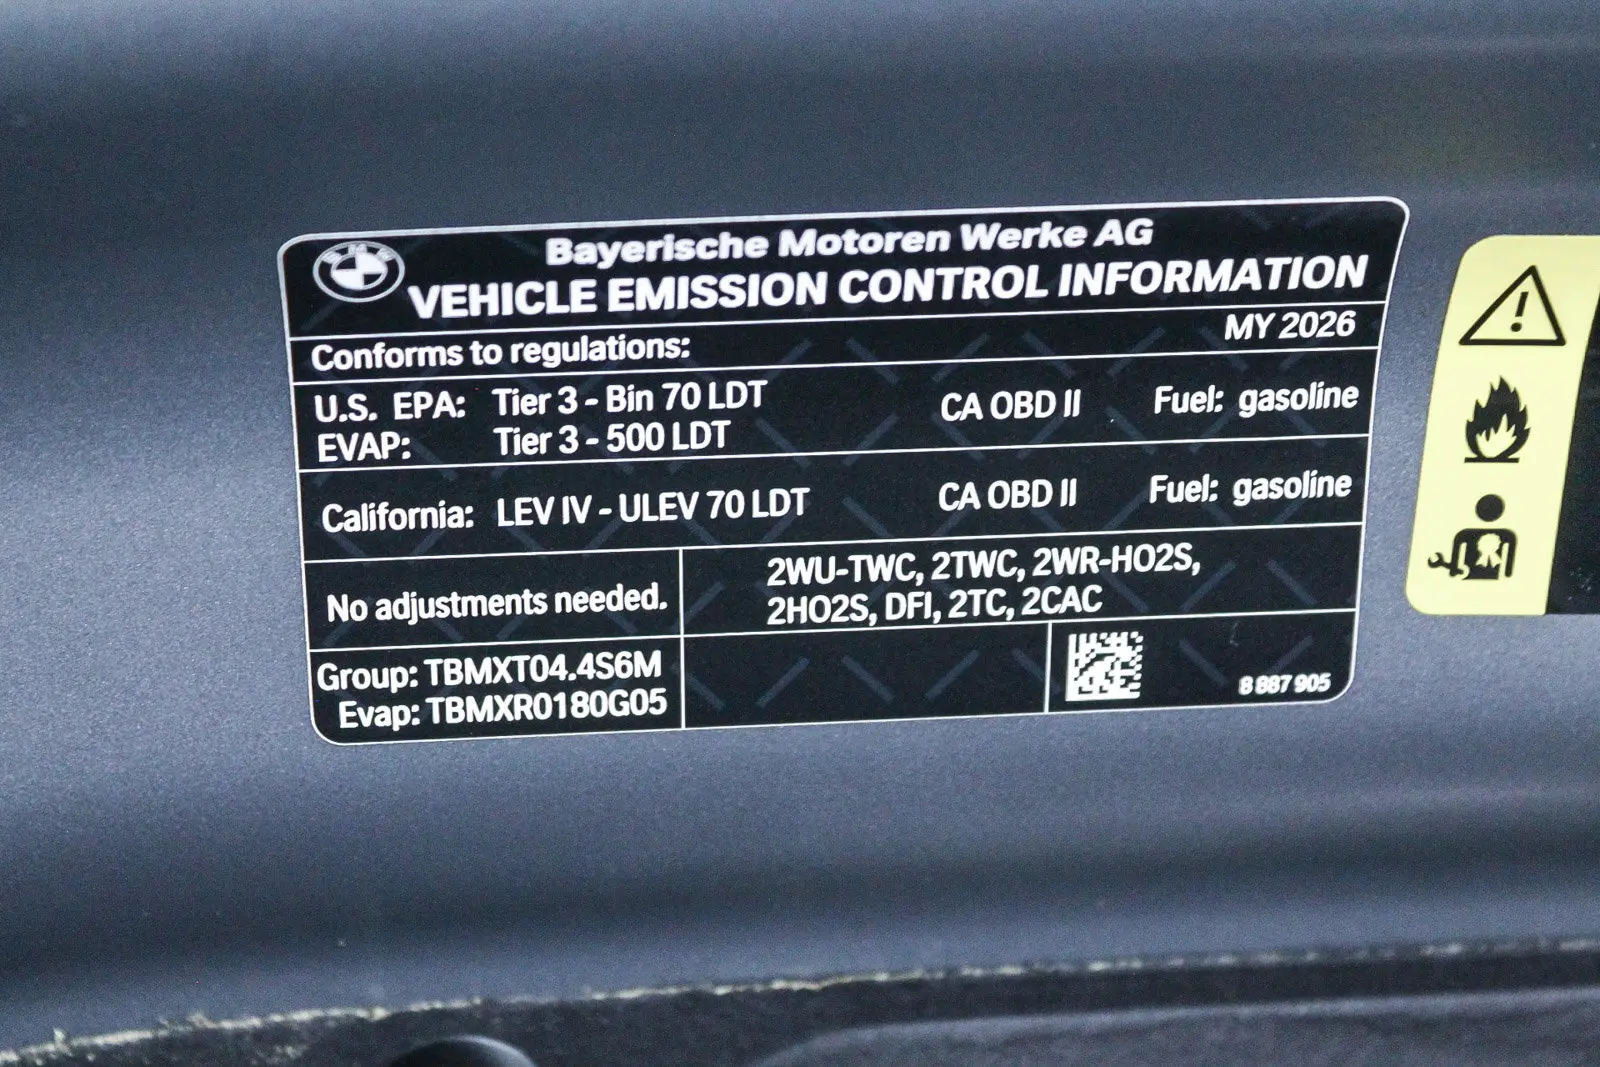 BMW
Bayerische Motoren Werke AG
VEHICLE EMISSION CONTROL INFORMATION
Conforms to regulations: MY 2026
U.S. EPA: Tier 3 - Bin 70 LDT CA OBD II Fuel: gasoline
EVAP: Tier 3 - 500 LDT
California: LEV IV - ULEV 70 LDT CA OBD II Fuel: gasoline
No adjustments needed.
2WU-TWC, 2TWC, 2WR-HO2S,
2HO2S, DFI, 2TC, 2CAC
Group: TBMXT04.4S6M
Evap: TBMXR0180G05
8 887 905